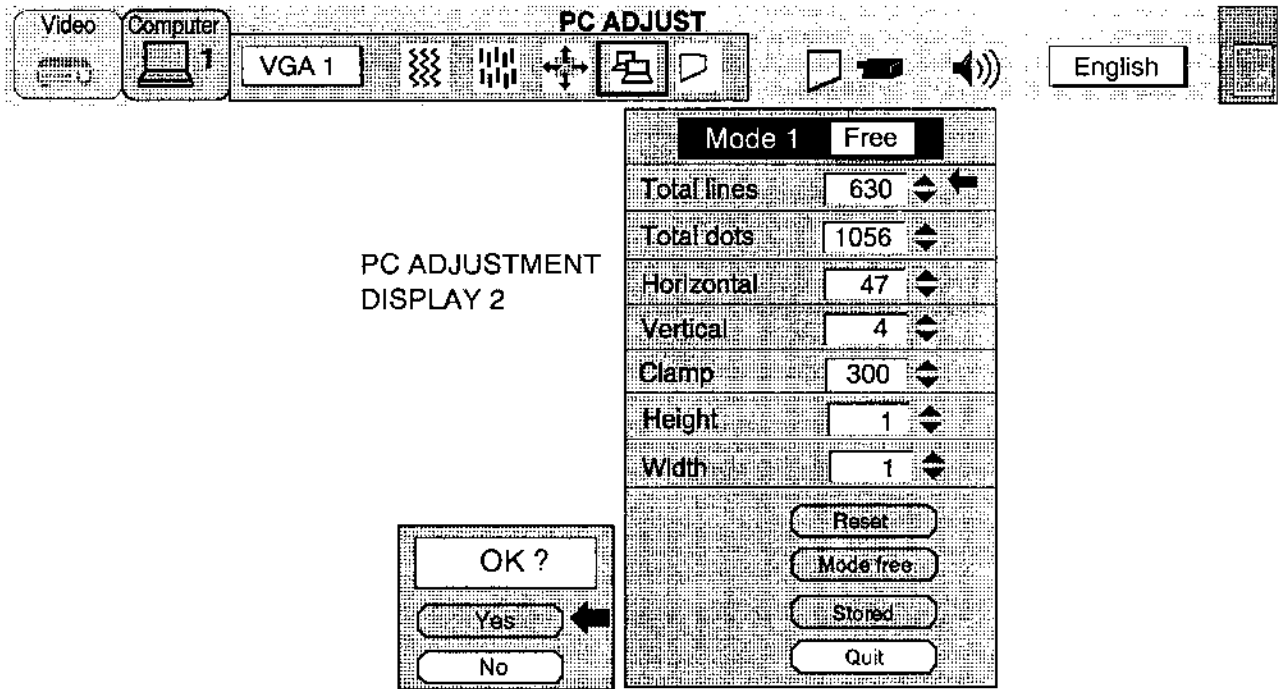 PC ADJUST
Video
Computer
1
VGA 1
English
PC ADJUSTMENT
DISPLAY 2
Mode 1 Free
Total lines 630
Total dots 1056
Horizontal 47
Vertical 4
Clamp 300
Height 1
Width 1
Reset
Mode free
Stored
Quit
OK ?
Yes
No